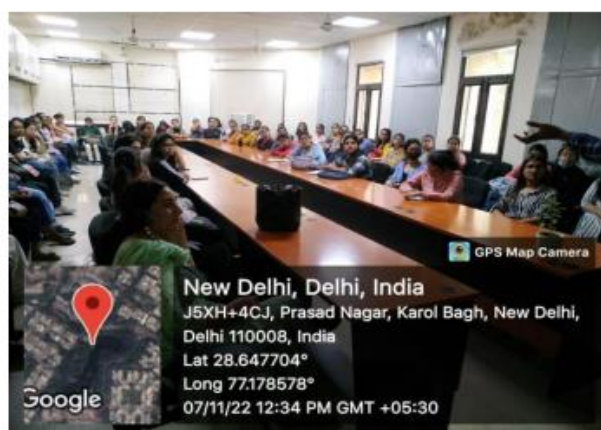 GPS Map Camera
New Delhi, Delhi, India
J5XH+4CJ, Prasad Nagar, Karol Bagh, New Delhi,
Delhi 110008, India
Lat 28.647704°
Long 77.178578°
07/11/22 12:34 PM GMT +05:30
Google